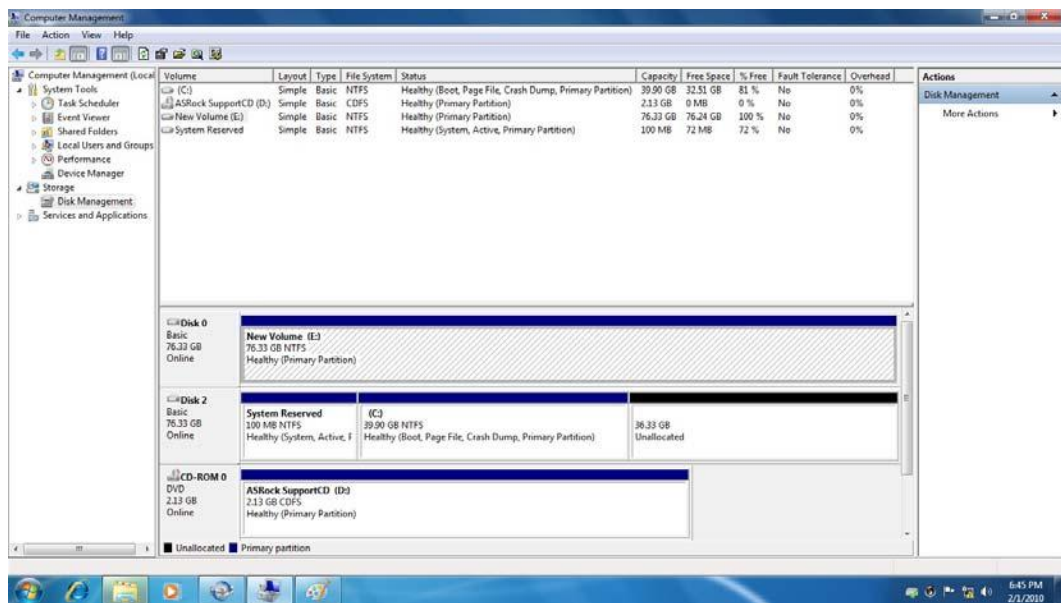 Computer Management
File Action View Help
Computer Management (Local
System Tools
Task Scheduler
Event Viewer
Shared Folders
Local Users and Groups
Performance
Device Manager
Storage
Disk Management
Services and Applications
Volume Layout Type File System Status Capacity Free Space % Free Fault Tolerance Overhead
(C:) Simple Basic NTFS Healthy (Boot, Page File, Crash Dump, Primary Partition) 39.90 GB 32.51 GB 81 % No 0%
ASRock SupportCD (D:) Simple Basic CDFS Healthy (Primary Partition) 2.13 GB 0 MB 0 % No 0%
New Volume (E:) Simple Basic NTFS Healthy (Primary Partition) 76.33 GB 76.24 GB 100 % No 0%
System Reserved Simple Basic NTFS Healthy (System, Active, Primary Partition) 100 MB 72 MB 72 % No 0%
Actions
Disk Management
More Actions
Disk 0
Basic
76.33 GB
Online
New Volume (E:)
76.33 GB NTFS
Healthy (Primary Partition)
Disk 2
Basic
76.33 GB
Online
System Reserved
100 MB NTFS
Healthy (System, Active, P
(C:)
39.90 GB NTFS
Healthy (Boot, Page File, Crash Dump, Primary Partition)
36.33 GB
Unallocated
CD-ROM 0
DVD
2.13 GB
Online
ASRock SupportCD (D:)
2.13 GB CDFS
Healthy (Primary Partition)
Unallocated Primary partition
6:45 PM
2/1/2010